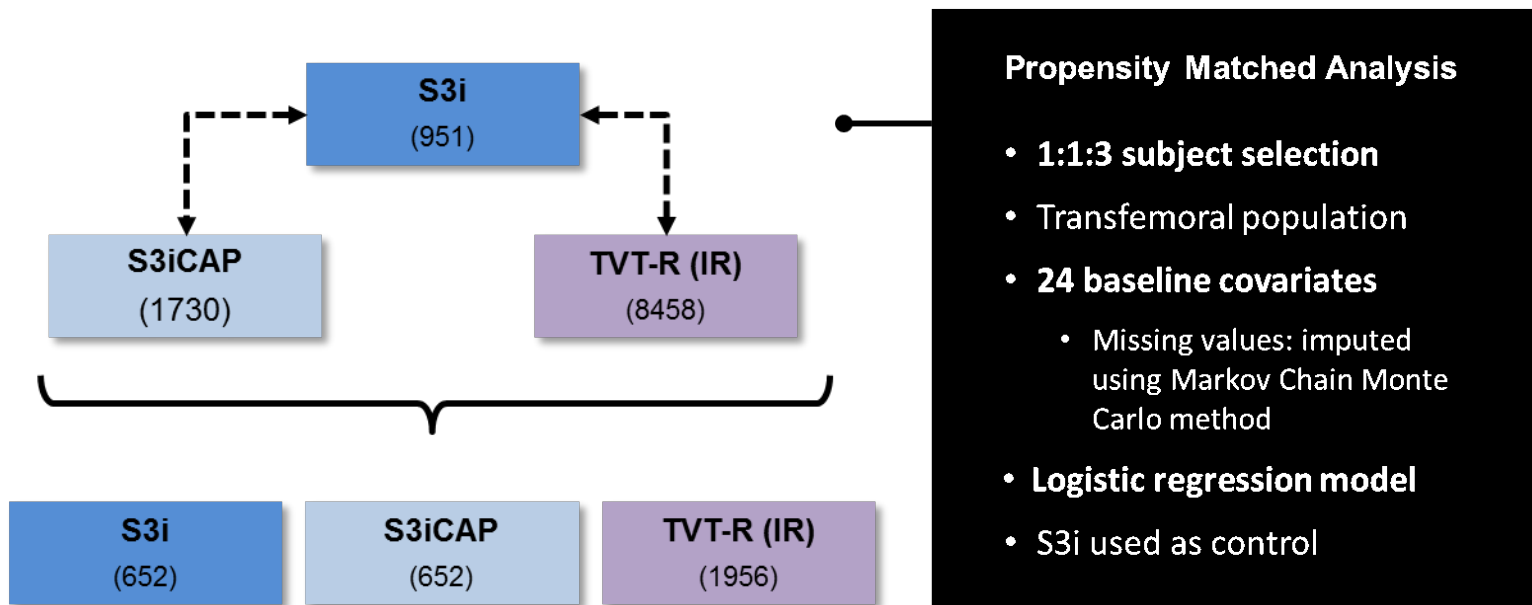 S3i
(951)
S3iCAP
(1730)
TVT-R (IR)
(8458)
S3i
(652)
S3iCAP
(652)
TVT-R (IR)
(1956)
Propensity Matched Analysis
• 1:1:3 subject selection
• Transfemoral population
• 24 baseline covariates
• Missing values: imputed
using Markov Chain Monte
Carlo method
• Logistic regression model
• S3i used as control